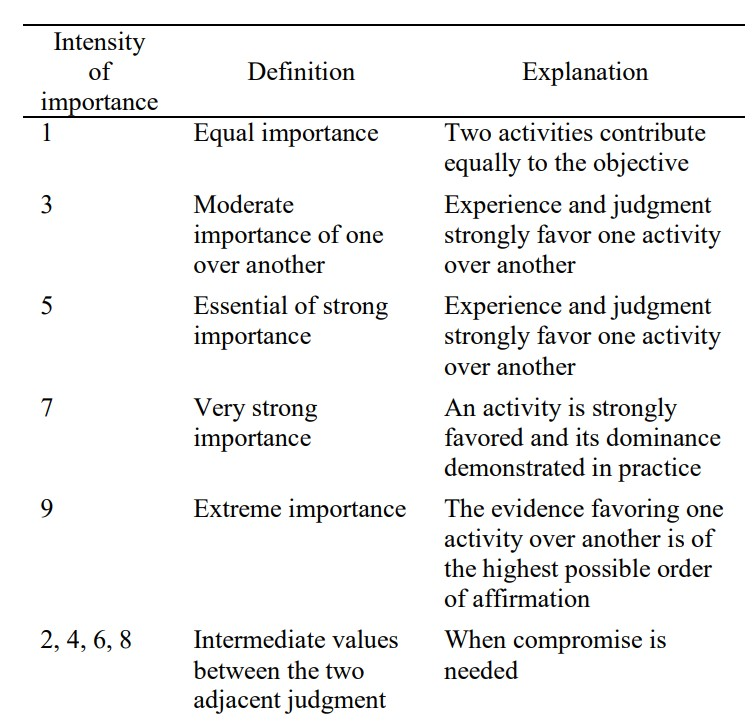 Intensity of importance Definition Explanation
1 Equal importance Two activities contribute
equally to the objective
3 Moderate Experience and judgment
importance of one strongly favor one activity
over another over another
5 Essential of strong Experience and judgment
importance strongly favor one activity
over another
7 Very strong An activity is strongly
importance favored and its dominance
demonstrated in practice
9 Extreme importance The evidence favoring one
activity over another is of
the highest possible order
of affirmation
2, 4, 6, 8 Intermediate values When compromise is
between the two needed
adjacent judgment